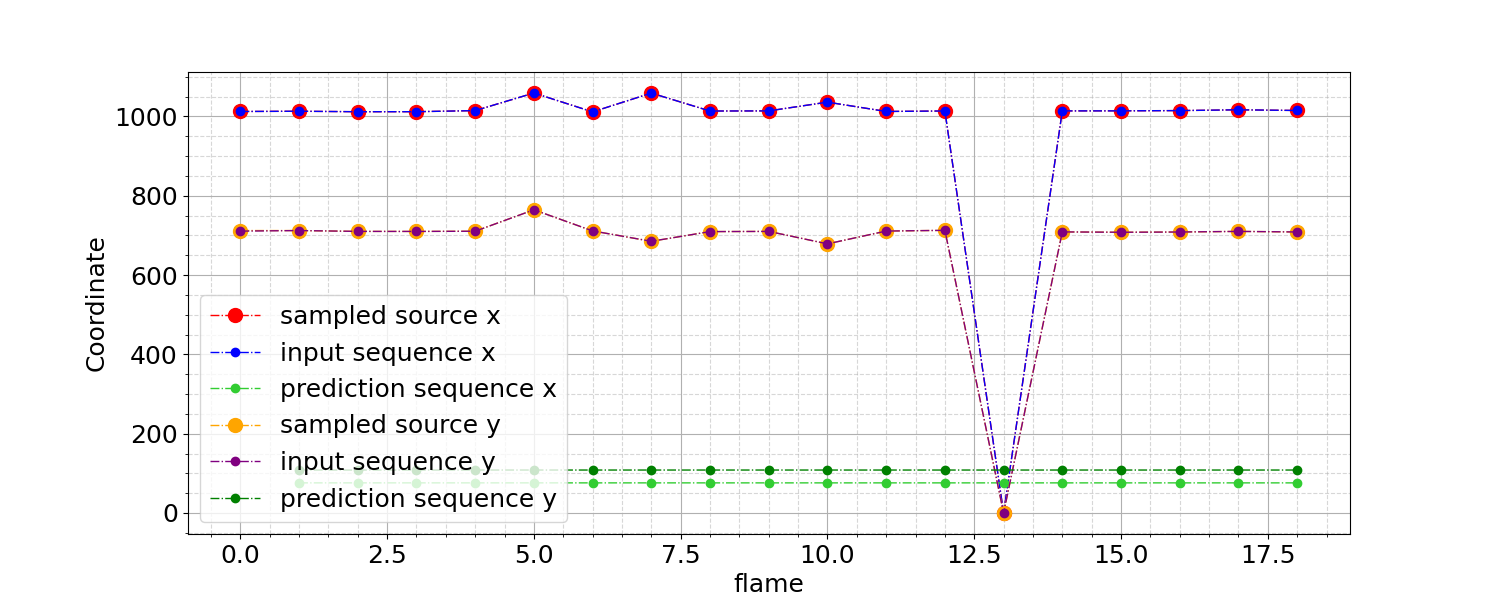 1000
800
600
400
200
0
Coordinate
sampled source x
input sequence x
prediction sequence x
sampled source y
input sequence y
prediction sequence y
0.0 2.5 5.0 7.5 10.0 12.5 15.0 17.5
flame